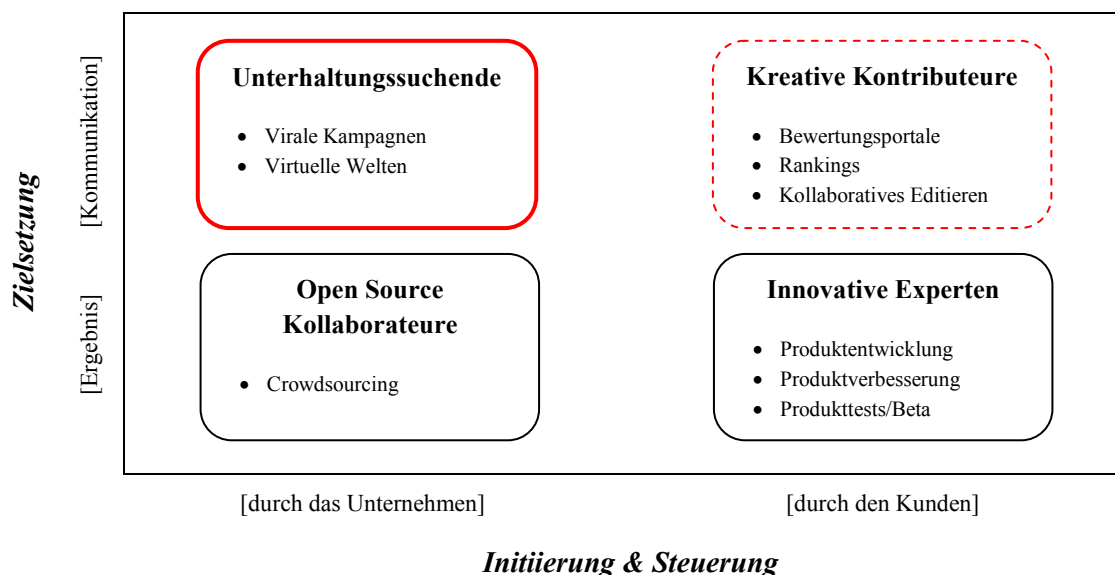 Zielsetzung
[Kommunikation]
Unterhaltungssuchende
• Virale Kampagnen
• Virtuelle Welten
Kreative Kontributeure
• Bewertungsportale
• Rankings
• Kollaboratives Editieren
[Ergebnis]
Open Source
Kollaborateure
• Crowdsourcing
Innovative Experten
• Produktentwicklung
• Produktverbesserung
• Produkttests/Beta
[durch das Unternehmen]
[durch den Kunden]
Initiierung & Steuerung